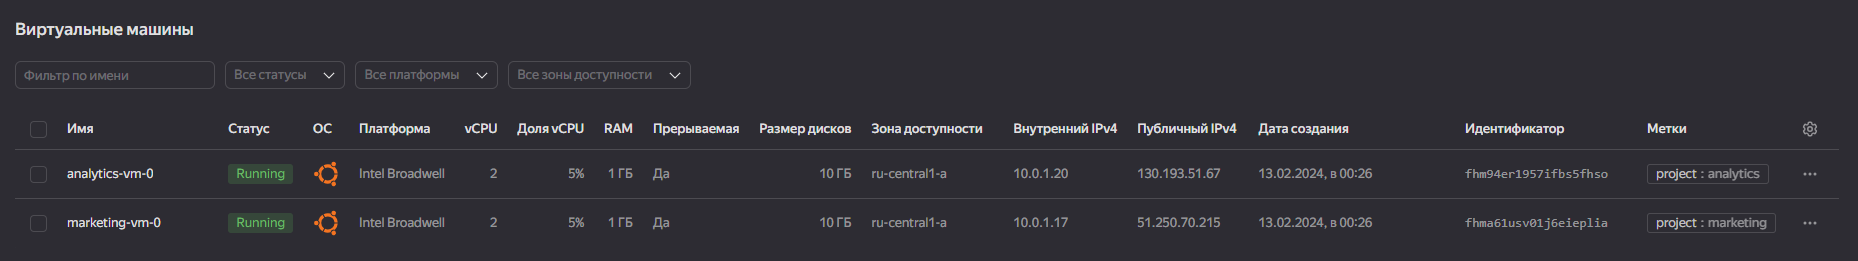 Виртуальные машины
Фильтр по имени Все статусы Все платформы Все зоны доступности
Имя Статус ОС Платформа vCPU Доля vCPU RAM Прерываемая Размер дисков Зона доступности Внутренний IPv4 Публичный IPv4 Дата создания Идентификатор Метки
analytics-vm-0 Running Intel Broadwell 2 5% 1 ГБ Да 10 ГБ ru-central1-a 10.0.1.20 130.193.51.67 13.02.2024, в 00:26 fhm94er1957ifbs5fhso project : analytics
marketing-vm-0 Running Intel Broadwell 2 5% 1 ГБ Да 10 ГБ ru-central1-a 10.0.1.17 51.250.70.215 13.02.2024, в 00:26 fhma61usv01j6eieplia project : marketing